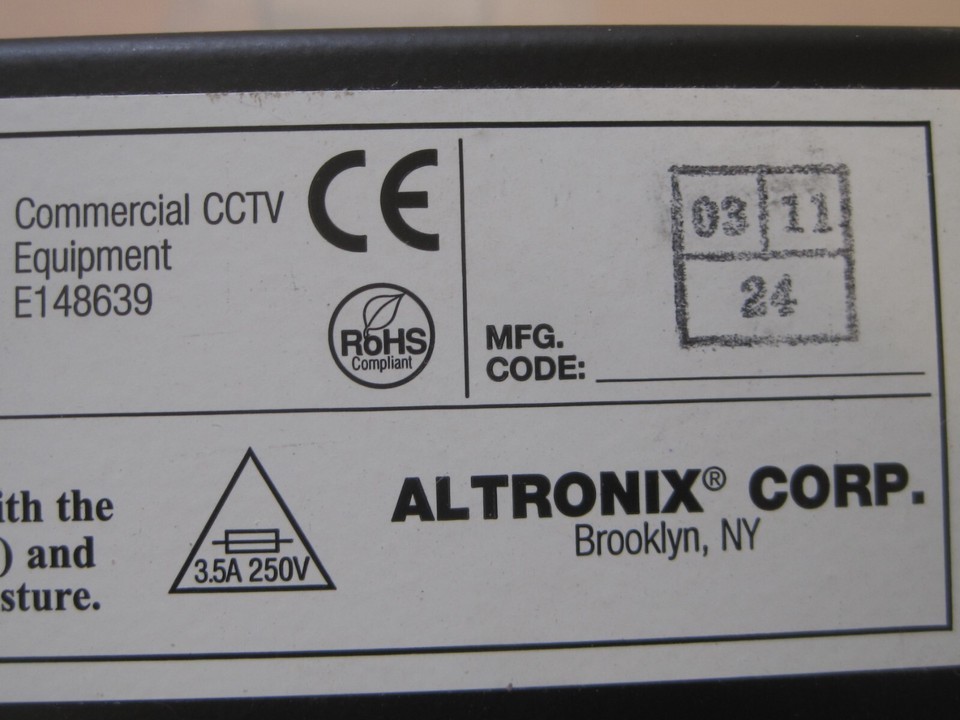 Commercial CCTV
Equipment
E148639
CE
RoHS
Compliant
MFG.
CODE:
03 11
24
ith the
) and
sture.
3.5A 250V
ALTRONIX® CORP.
Brooklyn, NY